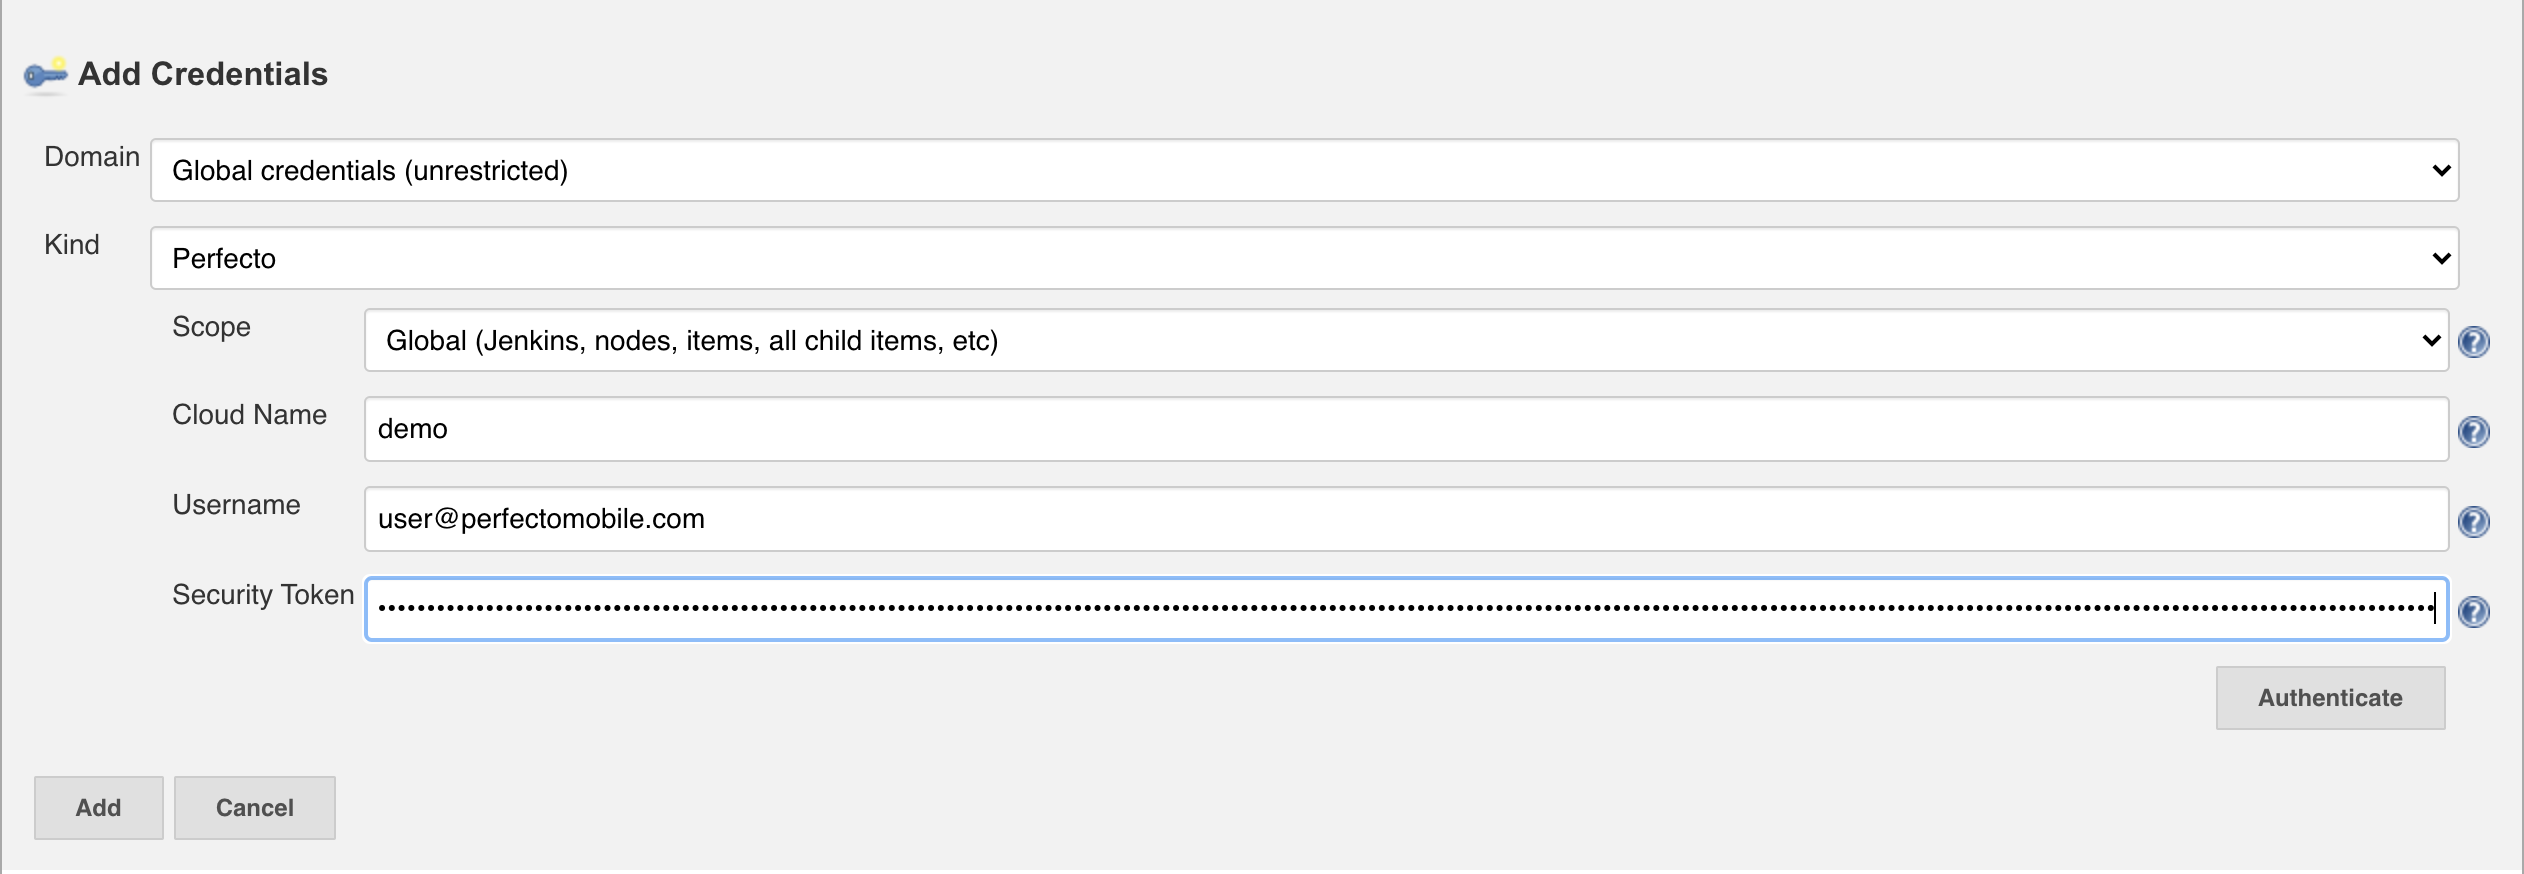 Add Credentials
Domain
Global credentials (unrestricted)
Kind
Perfecto
Scope
Global (Jenkins, nodes, items, all child items, etc)
Cloud Name
demo
Username
user@perfectomobile.com
Security Token
Authenticate
Add
Cancel